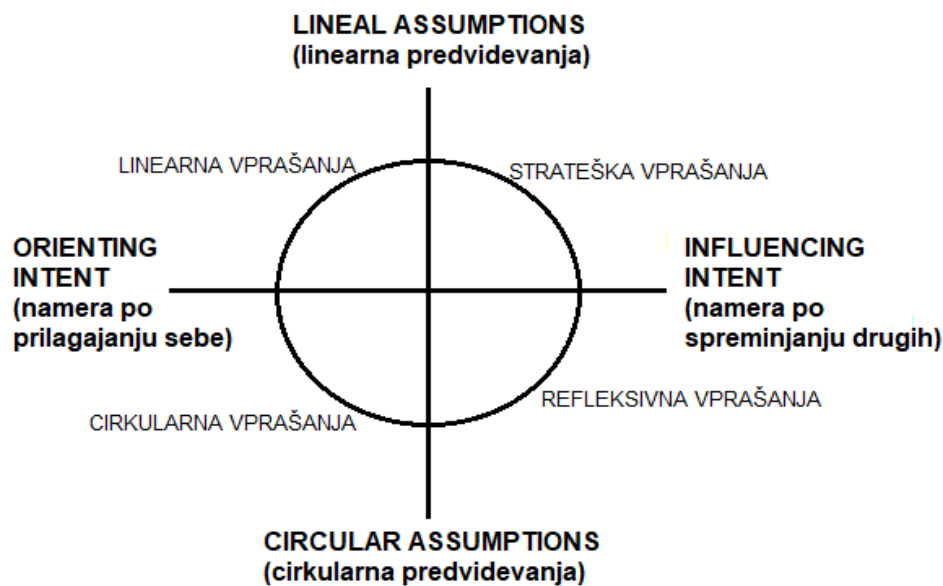 LINEAL ASSUMPTIONS
(linearna predvidevanja)
LINEARNA VPRAŠANJA
STRATEŠKA VPRAŠANJA
ORIENTING
INTENT
(namera po
prilagajanju sebe)
INFLUENCING
INTENT
(namera po
spreminjanju drugih)
CIRKULARNA VPRAŠANJA
REFLEKSIVNA VPRAŠANJA
CIRCULAR ASSUMPTIONS
(cirkularna predvidevanja)